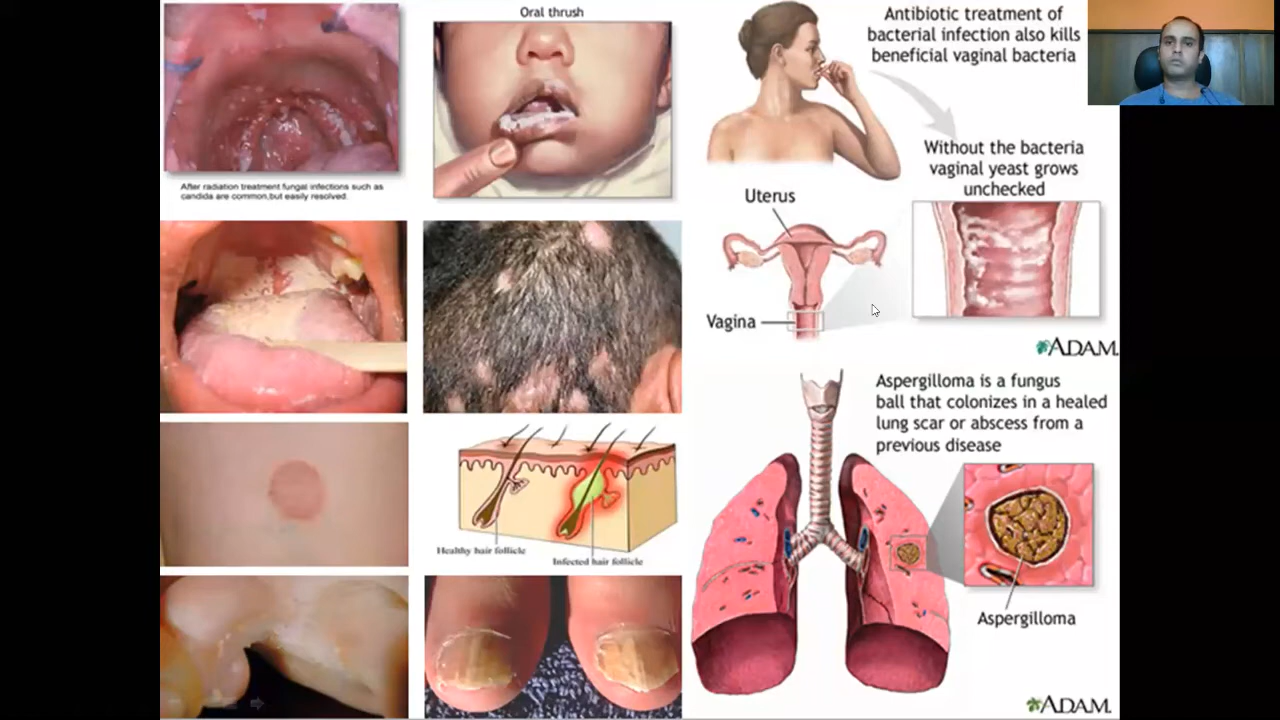 Oral thrush
After radiation treatment fungal infections such as
candida are common,but easily resolved.
Antibiotic treatment of
bacterial infection also kills
beneficial vaginal bacteria
Without the bacteria
vaginal yeast grows
unchecked
Uterus
Vagina
ADAM.
Healthy hair follicle
Infected hair follicle
Aspergilloma is a fungus
ball that colonizes in a healed
lung scar or abscess from a
previous disease
Aspergilloma
ADAM.